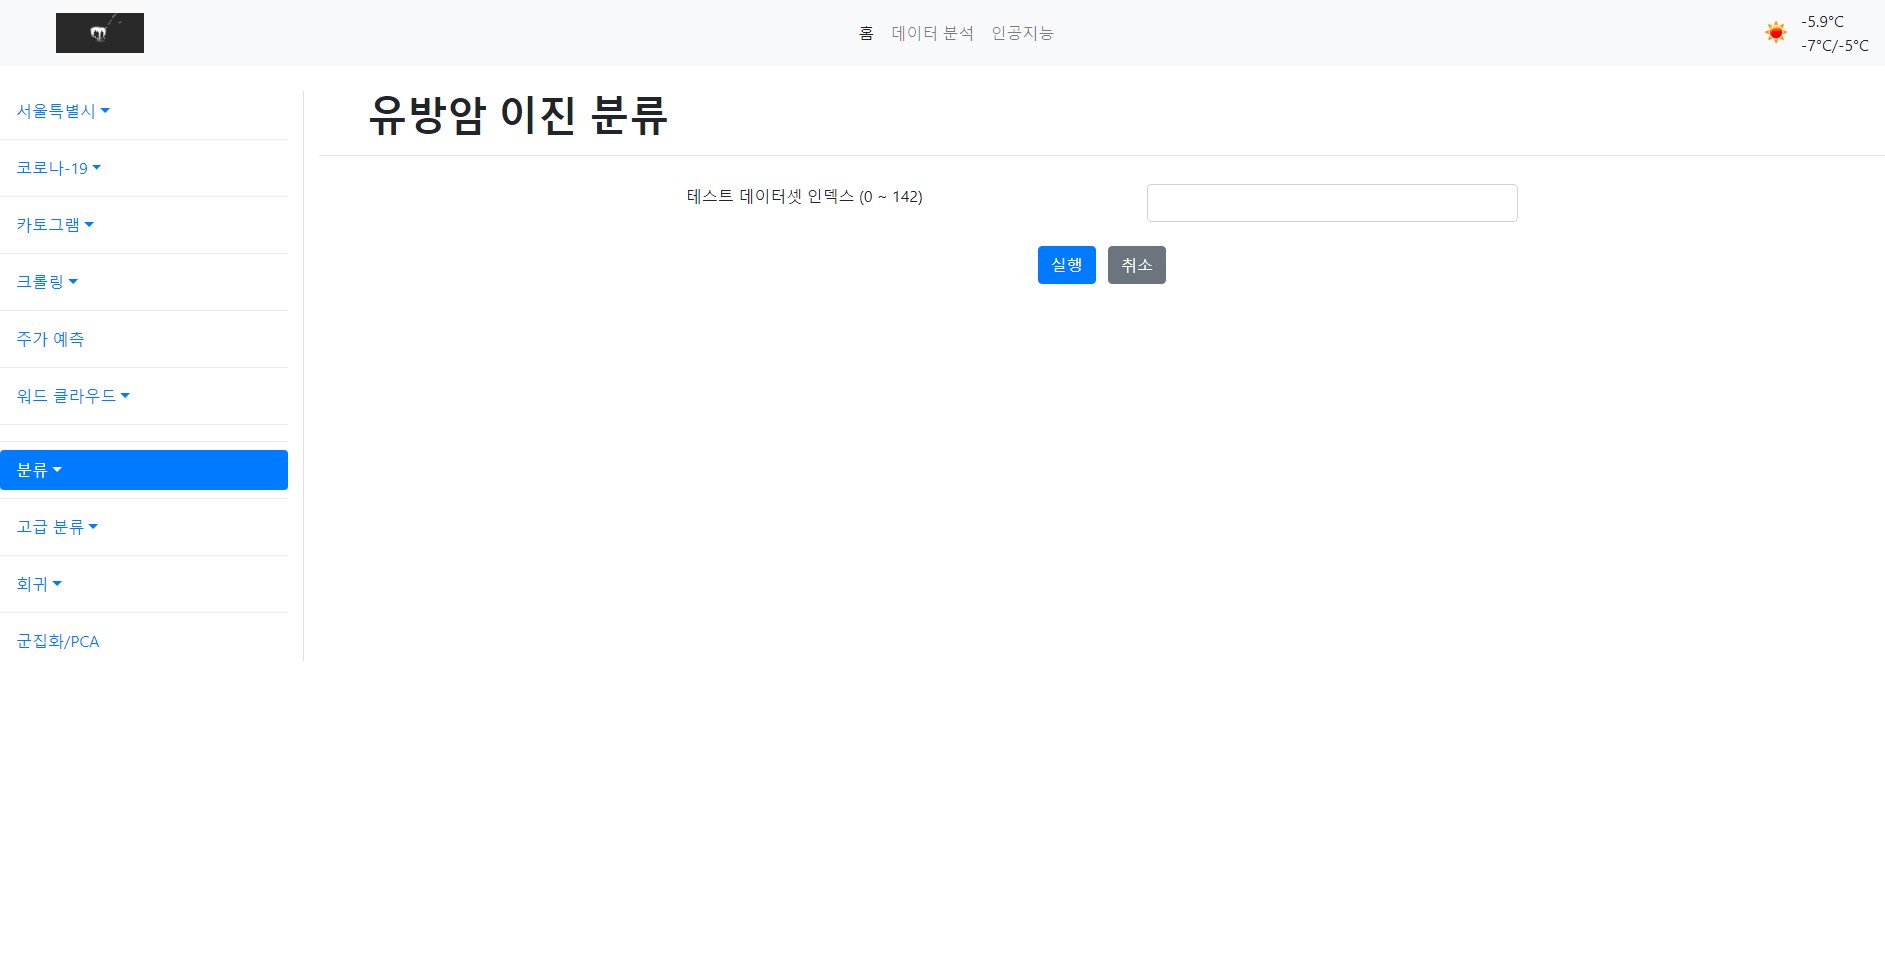 홈 데이터 분석 인공지능
-5.9°C
-7°C/-5°C
서울특별시
코로나-19
카토그램
크롤링
주가 예측
워드 클라우드
분류
고급 분류
회귀
군집화/PCA
유방암 이진 분류
테스트 데이터셋 인덱스 (0 ~ 142)
실행 취소